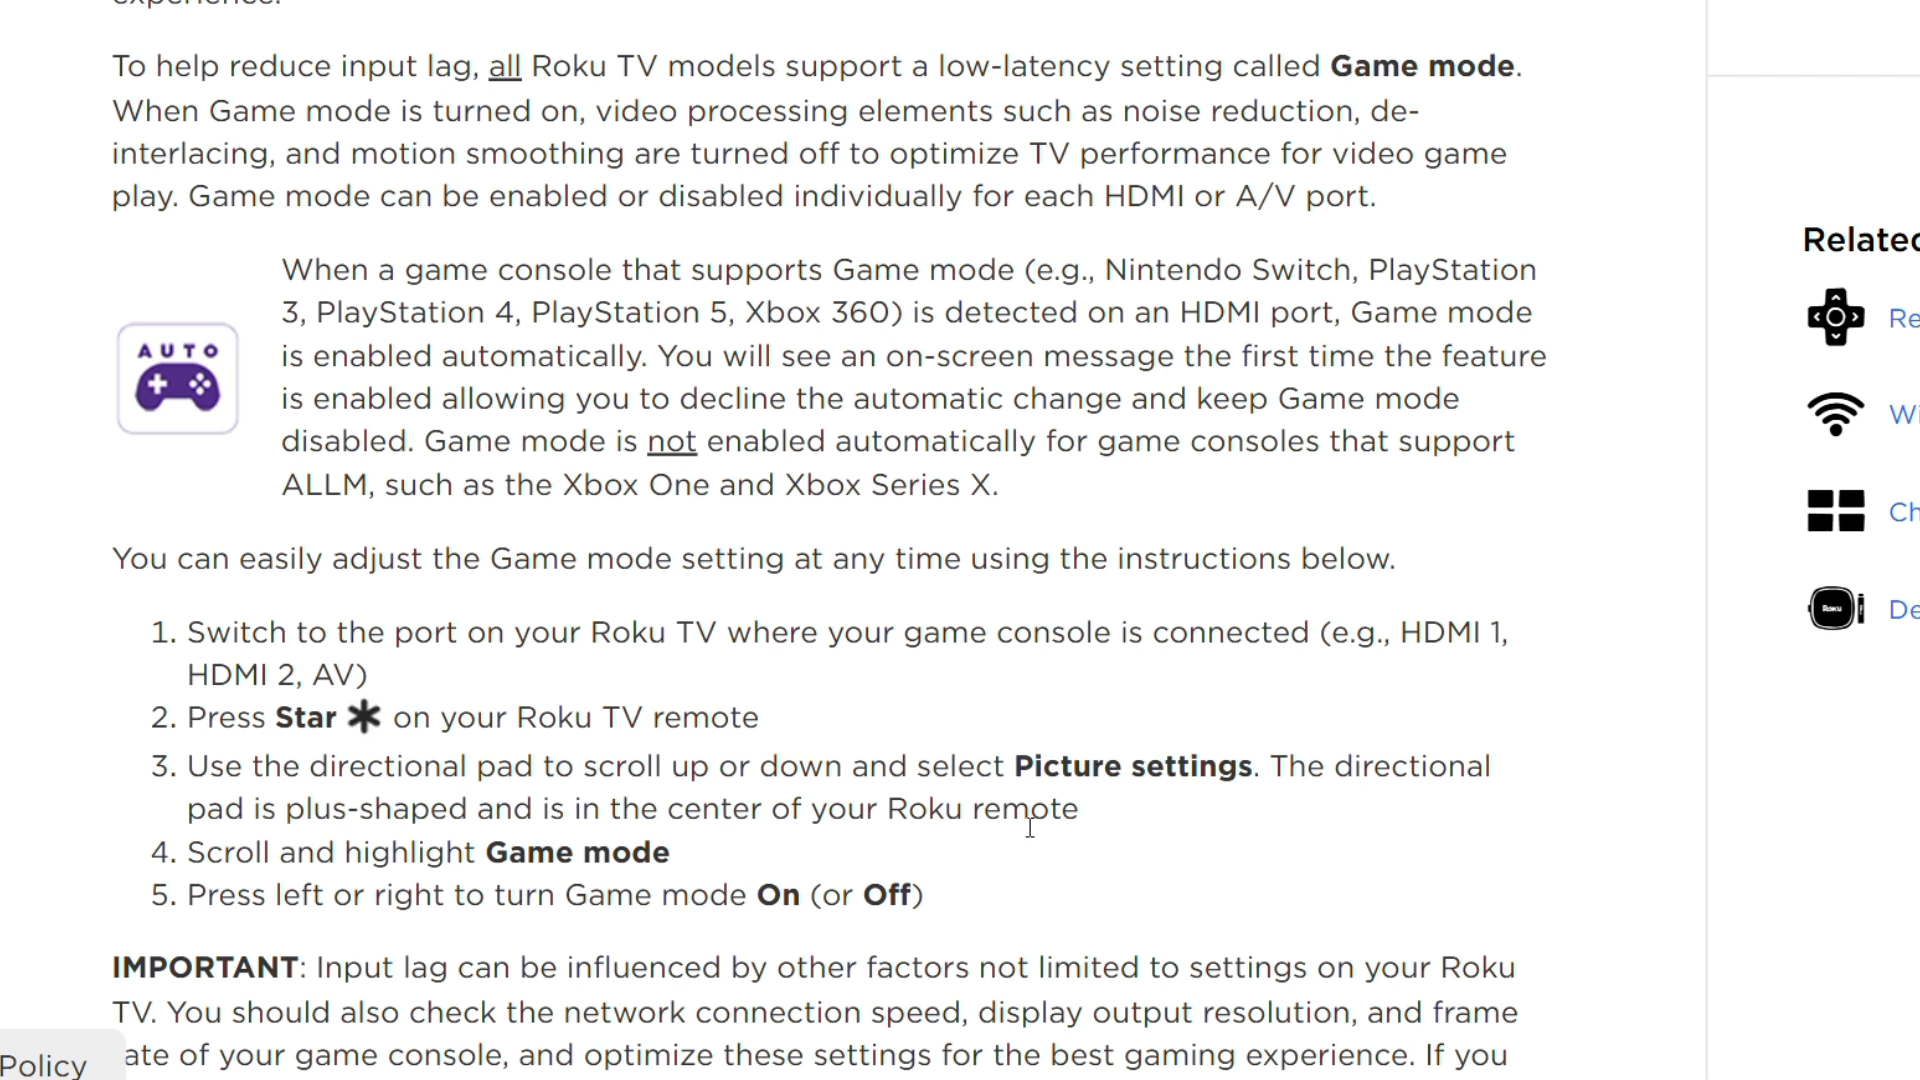 experience.
To help reduce input lag, all Roku TV models support a low-latency setting called Game mode.
When Game mode is turned on, video processing elements such as noise reduction, de-
interlacing, and motion smoothing are turned off to optimize TV performance for video game
play. Game mode can be enabled or disabled individually for each HDMI or A/V port.
AUTO
When a game console that supports Game mode (e.g., Nintendo Switch, PlayStation
3, PlayStation 4, PlayStation 5, Xbox 360) is detected on an HDMI port, Game mode
is enabled automatically. You will see an on-screen message the first time the feature
is enabled allowing you to decline the automatic change and keep Game mode
disabled. Game mode is not enabled automatically for game consoles that support
ALLM, such as the Xbox One and Xbox Series X.
You can easily adjust the Game mode setting at any time using the instructions below.
1. Switch to the port on your Roku TV where your game console is connected (e.g., HDMI 1,
HDMI 2, AV)
2. Press Star * on your Roku TV remote
3. Use the directional pad to scroll up or down and select Picture settings. The directional
pad is plus-shaped and is in the center of your Roku remote
4. Scroll and highlight Game mode
5. Press left or right to turn Game mode On (or Off)
IMPORTANT: Input lag can be influenced by other factors not limited to settings on your Roku
TV. You should also check the network connection speed, display output resolution, and frame
ate of your game console, and optimize these settings for the best gaming experience. If you
Policy
Related
Re
Wi
Ch
Roku
De